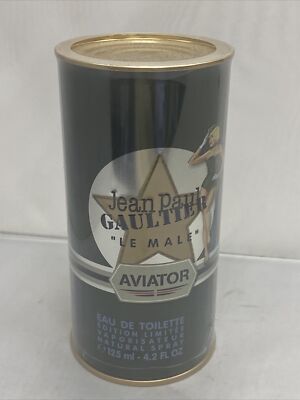 Jean Paul
GAULTIER
"LE MALE"
AVIATOR
EAU DE TOILETTE
EDITION LIMITÉE
VAPORISATEUR
NATURAL SPRAY
125 ml - 4.2 FL OZ